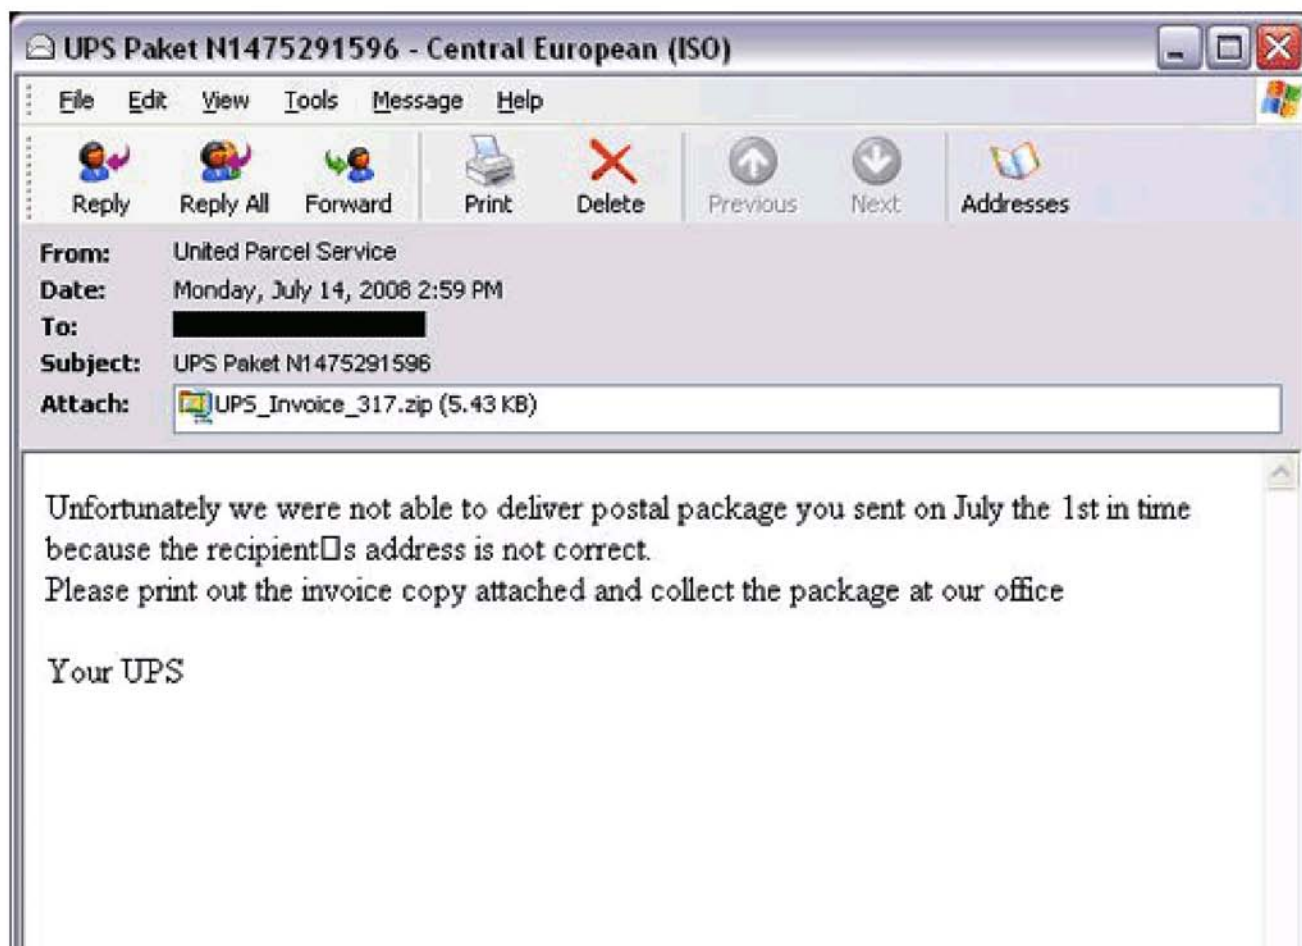 UPS Paket N1475291596 - Central European (ISO)
File Edit View Tools Message Help
Reply Reply All Forward Print Delete Previous Next Addresses
From: United Parcel Service
Date: Monday, July 14, 2008 2:59 PM
To:
Subject: UPS Paket N1475291596
Attach: UPS_Invoice_317.zip (5.43 KB)
Unfortunately we were not able to deliver postal package you sent on July the 1st in time
because the recipient□s address is not correct.
Please print out the invoice copy attached and collect the package at our office
Your UPS